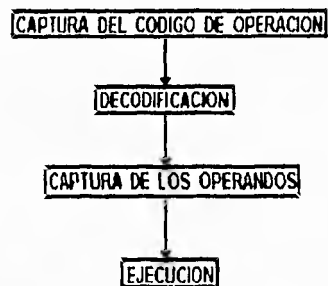 CAPTURA DEL CODIGO DE OPERACION
DECODIFICACION
CAPTURA DE LOS OPERANDOS
EJECUCION